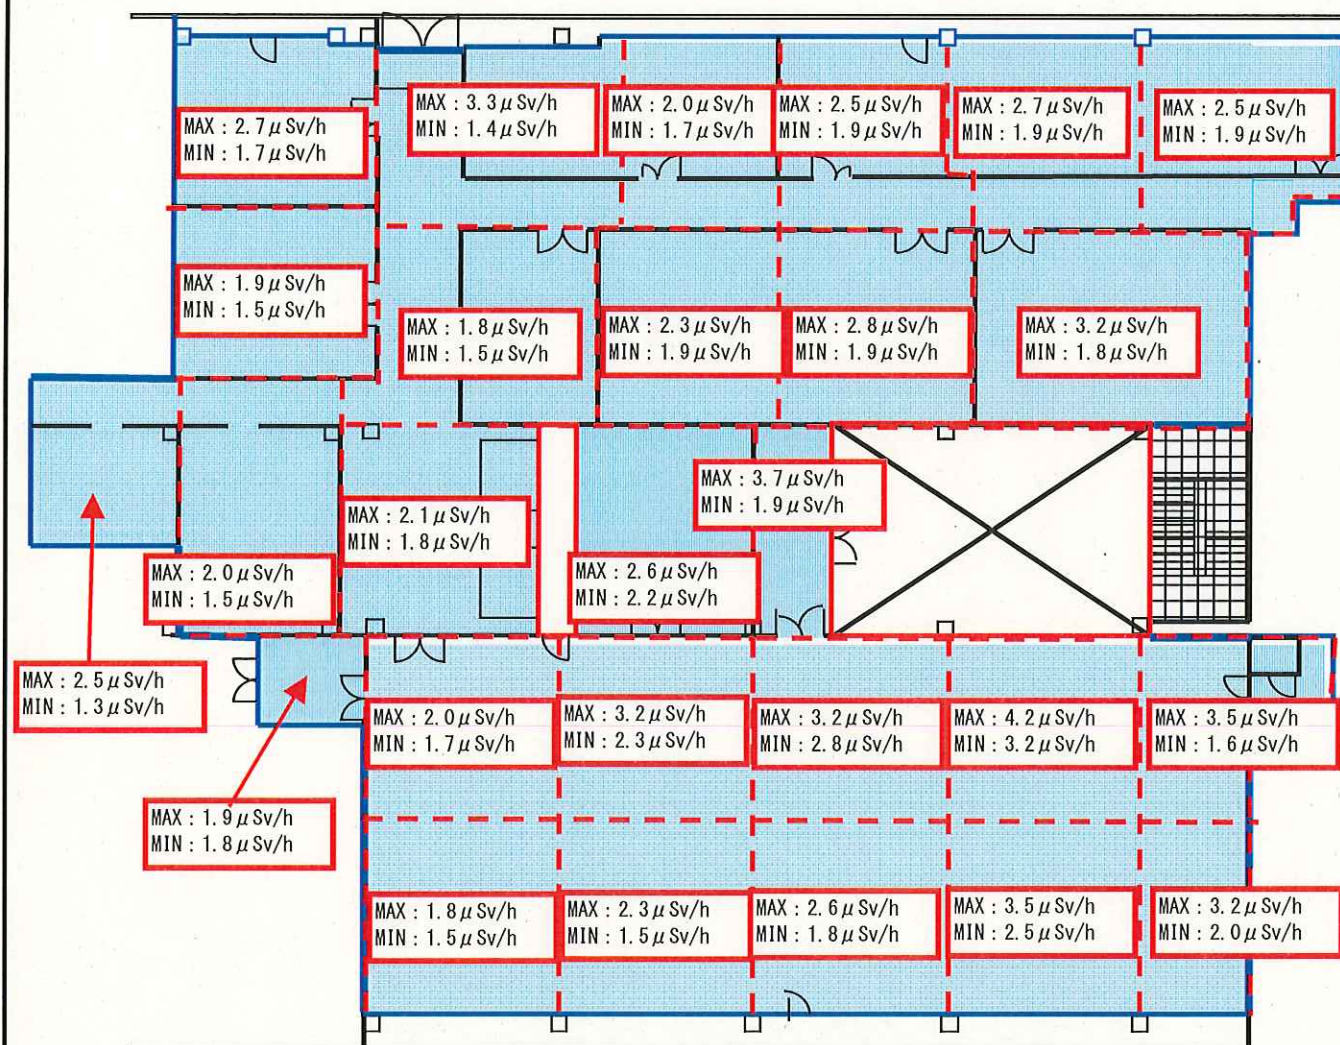 MAX : 2.7μSv/h
MIN : 1.7μSv/h
MAX : 3.3μSv/h
MIN : 1.4μSv/h
MAX : 2.0μSv/h
MIN : 1.7μSv/h
MAX : 2.5μSv/h
MIN : 1.9μSv/h
MAX : 2.7μSv/h
MIN : 1.9μSv/h
MAX : 2.5μSv/h
MIN : 1.9μSv/h
MAX : 1.9μSv/h
MIN : 1.5μSv/h
MAX : 1.8μSv/h
MIN : 1.5μSv/h
MAX : 2.3μSv/h
MIN : 1.9μSv/h
MAX : 2.8μSv/h
MIN : 1.9μSv/h
MAX : 3.2μSv/h
MIN : 1.8μSv/h
MAX : 3.7μSv/h
MIN : 1.9μSv/h
MAX : 2.1μSv/h
MIN : 1.8μSv/h
MAX : 2.0μSv/h
MIN : 1.5μSv/h
MAX : 2.6μSv/h
MIN : 2.2μSv/h
MAX : 2.5μSv/h
MIN : 1.3μSv/h
MAX : 2.0μSv/h
MIN : 1.7μSv/h
MAX : 3.2μSv/h
MIN : 2.3μSv/h
MAX : 3.2μSv/h
MIN : 2.8μSv/h
MAX : 4.2μSv/h
MIN : 3.2μSv/h
MAX : 3.5μSv/h
MIN : 1.6μSv/h
MAX : 1.9μSv/h
MIN : 1.8μSv/h
MAX : 1.8μSv/h
MIN : 1.5μSv/h
MAX : 2.3μSv/h
MIN : 1.5μSv/h
MAX : 2.6μSv/h
MIN : 1.8μSv/h
MAX : 3.5μSv/h
MIN : 2.5μSv/h
MAX : 3.2μSv/h
MIN : 2.0μSv/h